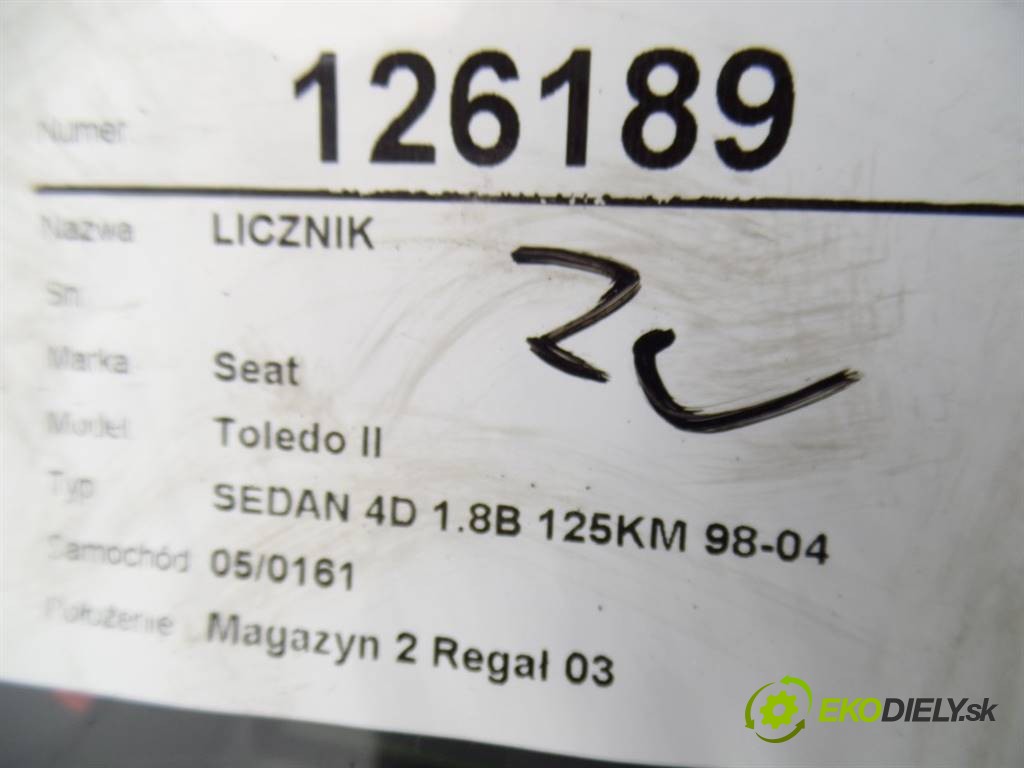 Numer 126189
Nazwa LICZNIK
Sn.
Marka Seat
Model Toledo II
Typ SEDAN 4D 1.8B 125KM 98-04
Samochód 05/0161
Położenie Magazyn 2 Regał 03
EKODIELY.sk